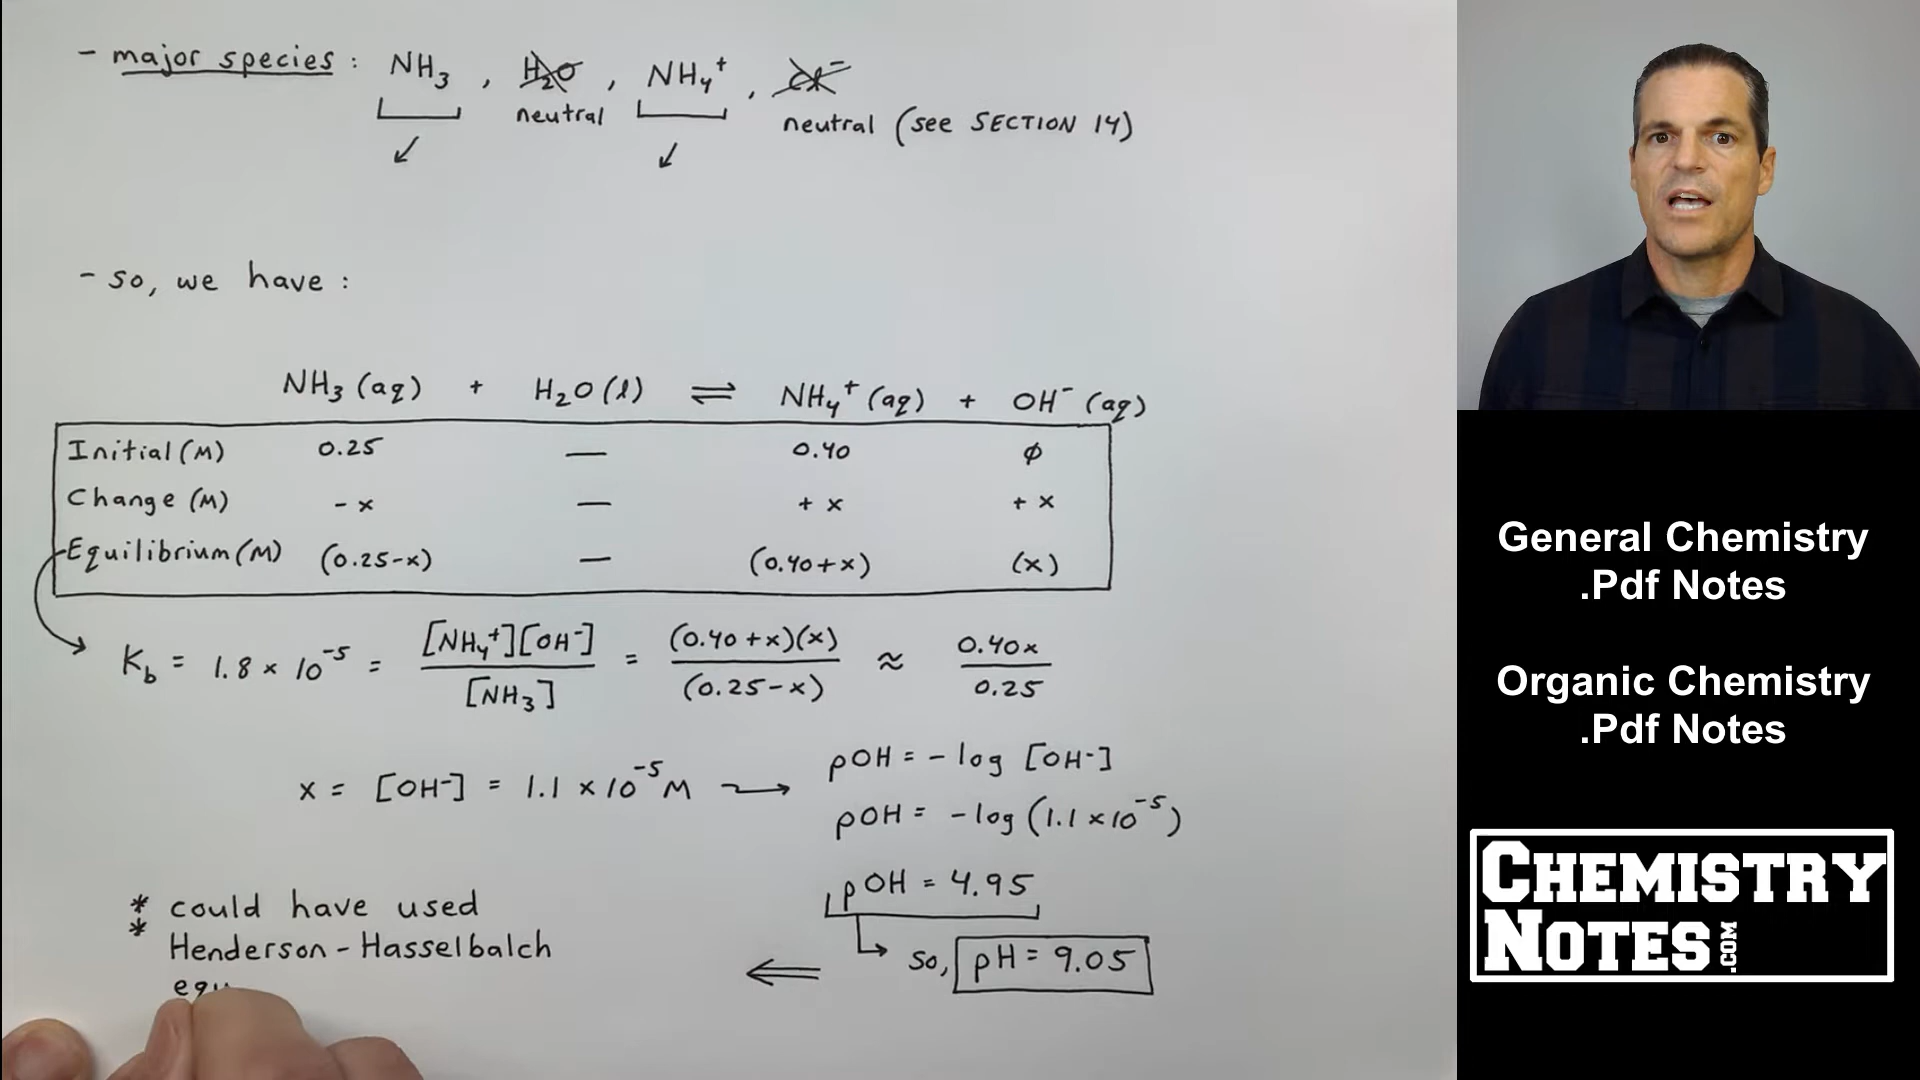 - major species : NH₃ , H₂O , NH₄⁺ , Cl⁻
neutral neutral (see SECTION 14)
↙ ↙
- so, we have :
NH₃ (aq) + H₂O (l) ⇌ NH₄⁺ (aq) + OH⁻ (aq)
Initial (M) 0.25 — 0.40 ϕ
Change (M) - x — + x + x
Equilibrium (M) (0.25-x) — (0.40+x) (x)
K_b = 1.8 × 10⁻⁵ = [NH₄⁺][OH⁻] / [NH₃] = (0.40 + x)(x) / (0.25 - x) ≈ 0.40x / 0.25
x = [OH⁻] = 1.1 × 10⁻⁵ M → pOH = - log [OH⁻]
pOH = - log (1.1 × 10⁻⁵)
pOH = 4.95
so, pH = 9.05
⇐
** could have used
Henderson - Hasselbalch
equ
General Chemistry
.Pdf Notes
Organic Chemistry
.Pdf Notes
CHEMISTRY
NOTES.COM